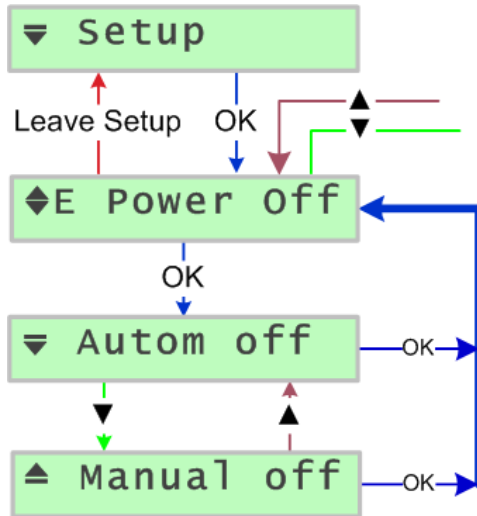 Setup
Leave Setup OK
E Power Off
OK
Autom off
OK
Manual off
OK